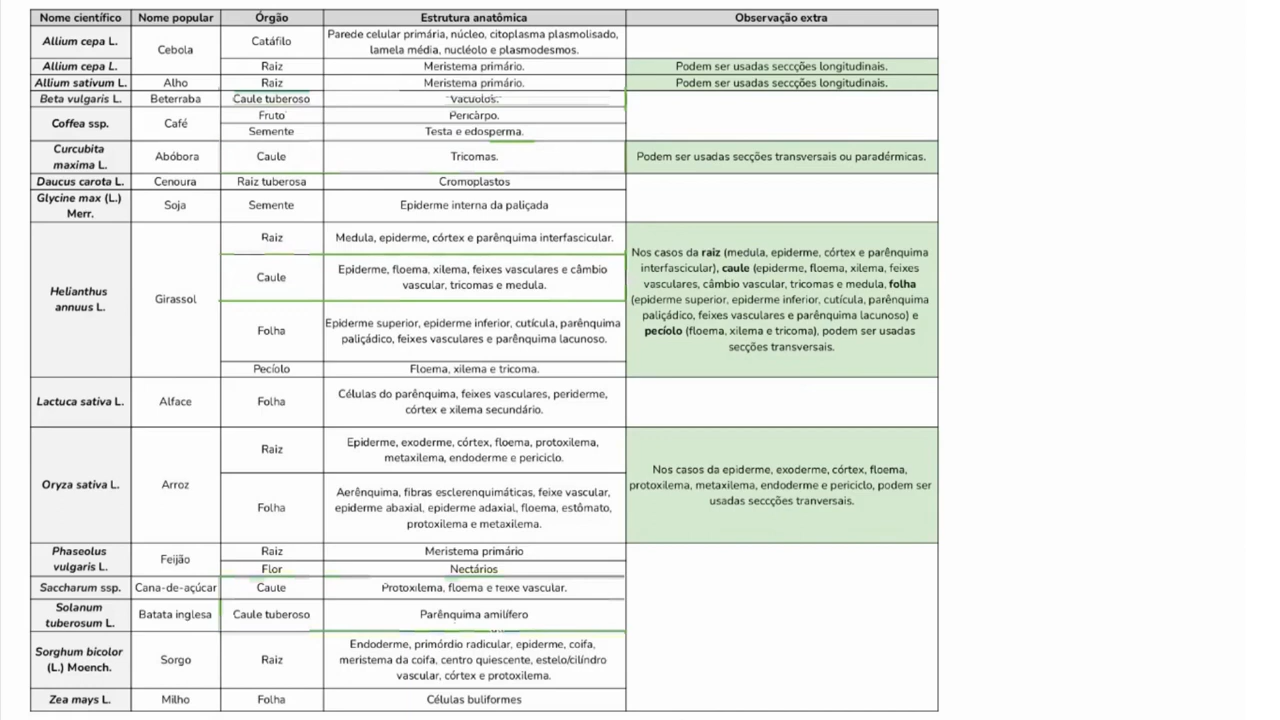 Nome científico Nome popular Órgão Estrutura anatômica Observação extra
Allium cepa L. Cebola Catáfilo Parede celular primária, núcleo, citoplasma plasmolisado,
lamela média, nucléolo e plasmodesmos.
Allium cepa L. Raiz Meristema primário. Podem ser usadas seccções longitudinais.
Allium sativum L. Alho Raiz Meristema primário. Podem ser usadas seccções longitudinais.
Beta vulgaris L. Beterraba Caule tuberoso Vacúolos.
Coffea ssp. Café Fruto Pericárpo.
Semente Testa e edosperma.
Curcubita
maxima L. Abóbora Caule Tricomas. Podem ser usadas secções transversais ou paradérmicas.
Daucus carota L. Cenoura Raiz tuberosa Cromoplastos
Glycine max (L.)
Merr. Soja Semente Epiderme interna da paliçada
Helianthus
annuus L. Girassol Raiz Medula, epiderme, córtex e parênquima interfascicular.
Caule Epiderme, floema, xilema, feixes vasculares e câmbio
vascular, tricomas e medula.
Folha Epiderme superior, epiderme inferior, cutícula, parênquima
paliçádico, feixes vasculares e parênquima lacunoso.
Pecíolo Floema, xilema e tricoma.
Nos casos da raiz (medula, epiderme, córtex e parênquima
interfascicular), caule (epiderme, floema, xilema, feixes
vasculares, câmbio vascular, tricomas e medula, folha
(epiderme superior, epiderme inferior, cutícula, parênquima
paliçádico, feixes vasculares e parênquima lacunoso) e
pecíolo (floema, xilema e tricoma), podem ser usadas
secções transversais.
Lactuca sativa L. Alface Folha Células do parênquima, feixes vasculares, periderme,
córtex e xilema secundário.
Oryza sativa L. Arroz Raiz Epiderme, exoderme, córtex, floema, protoxilema,
metaxilema, endoderme e periciclo.
Folha Aerênquima, fibras esclerenquimáticas, feixe vascular,
epiderme abaxial, epiderme adaxial, floema, estômato,
protoxilema e metaxilema.
Nos casos da epiderme, exoderme, córtex, floema,
protoxilema, metaxilema, endoderme e periciclo, podem ser
usadas seccções tranversais.
Phaseolus
vulgaris L. Feijão Raiz Meristema primário
Flor Nectários
Saccharum ssp. Cana-de-açúcar Caule Protoxilema, floema e feixe vascular.
Solanum
tuberosum L. Batata inglesa Caule tuberoso Parênquima amilífero
Sorghum bicolor
(L.) Moench. Sorgo Raiz Endoderme, primórdio radicular, epiderme, coifa,
meristema da coifa, centro quiescente, estelo/cilíndro
vascular, córtex e protoxilema.
Zea mays L. Milho Folha Células buliformes